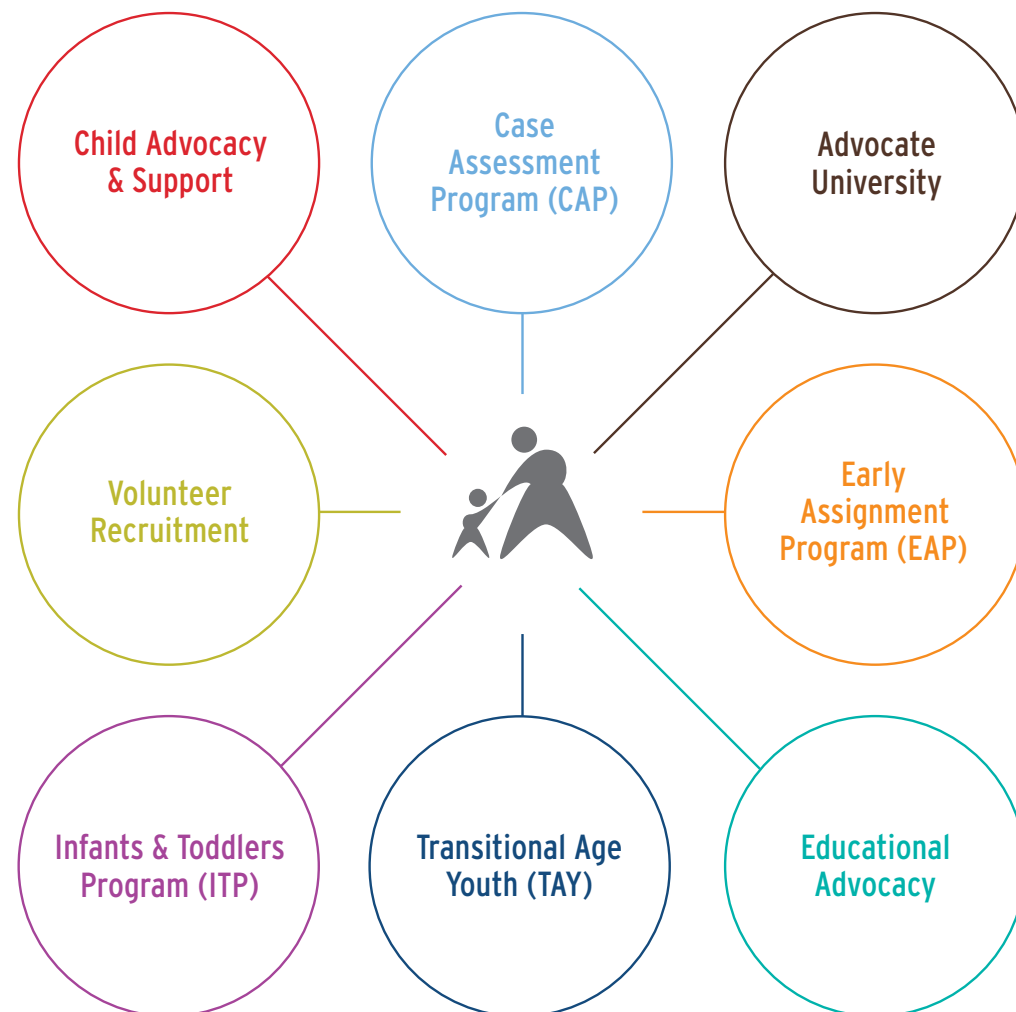 Child Advocacy
& Support
Case
Assessment
Program (CAP)
Advocate
University
Volunteer
Recruitment
Early
Assignment
Program (EAP)
Infants & Toddlers
Program (ITP)
Transitional Age
Youth (TAY)
Educational
Advocacy